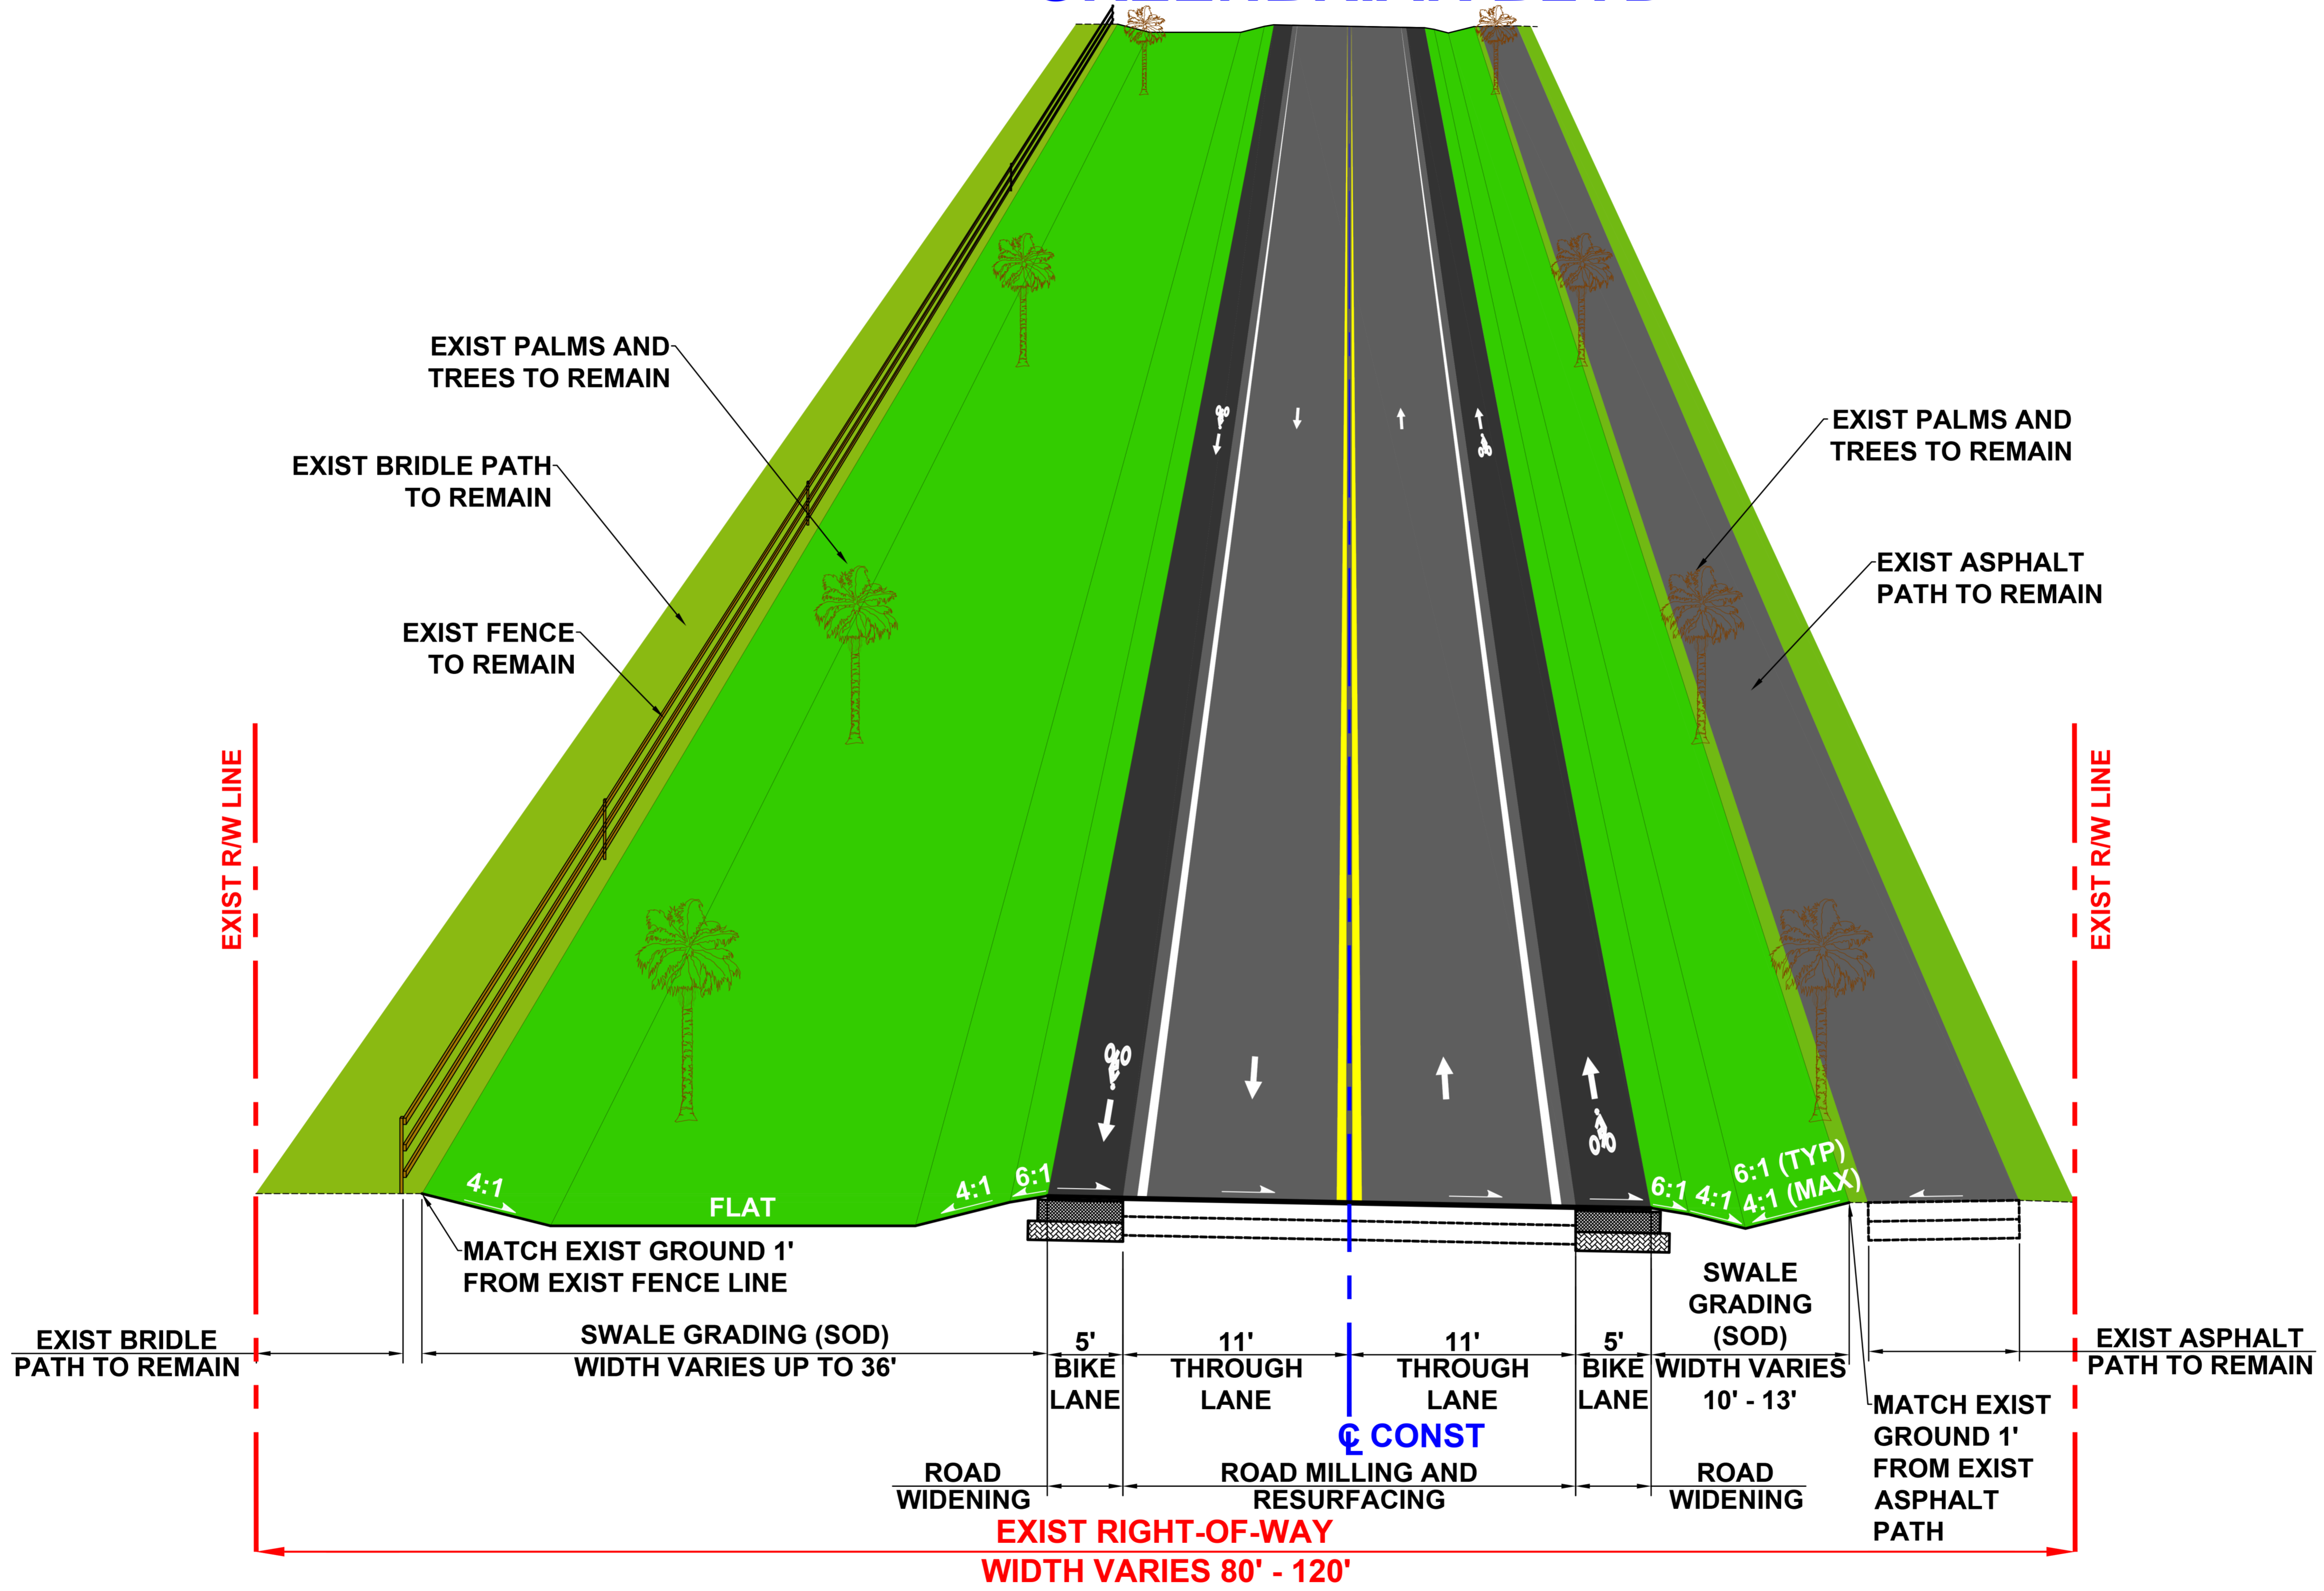 EXIST PALMS AND
TREES TO REMAIN
EXIST BRIDLE PATH
TO REMAIN
EXIST FENCE
TO REMAIN
EXIST PALMS AND
TREES TO REMAIN
EXIST ASPHALT
PATH TO REMAIN
EXIST R/W LINE
EXIST R/W LINE
4:1
FLAT
4:1
6:1
6:1
4:1
6:1 (TYP)
4:1 (MAX)
MATCH EXIST GROUND 1'
FROM EXIST FENCE LINE
EXIST BRIDLE
PATH TO REMAIN
SWALE GRADING (SOD)
WIDTH VARIES UP TO 36'
5'
BIKE
LANE
11'
THROUGH
LANE
11'
THROUGH
LANE
5'
BIKE
LANE
SWALE
GRADING
(SOD)
WIDTH VARIES
10' - 13'
EXIST ASPHALT
PATH TO REMAIN
MATCH EXIST
GROUND 1'
FROM EXIST
ASPHALT
PATH
℄ CONST
ROAD
WIDENING
ROAD MILLING AND
RESURFACING
ROAD
WIDENING
EXIST RIGHT-OF-WAY
WIDTH VARIES 80' - 120'